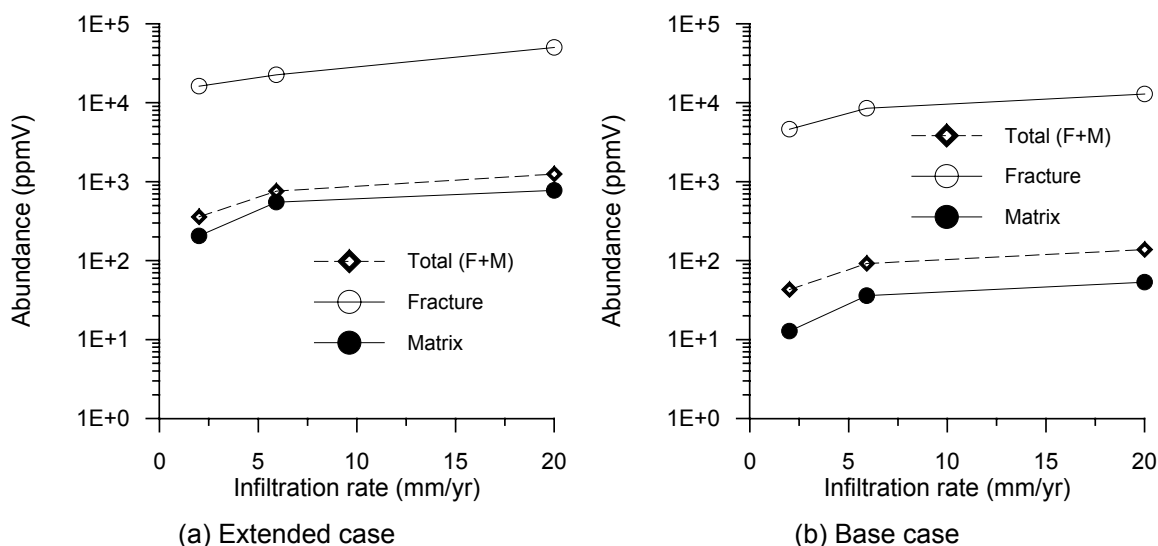 1E+5
1E+4
1E+3
1E+2
1E+1
1E+0
Abundance (ppmV)
Total (F+M)
Fracture
Matrix
0 5 10 15 20
Infiltration rate (mm/yr)
(a) Extended case
1E+5
1E+4
1E+3
1E+2
1E+1
1E+0
Abundance (ppmV)
Total (F+M)
Fracture
Matrix
0 5 10 15 20
Infiltration rate (mm/yr)
(b) Base case